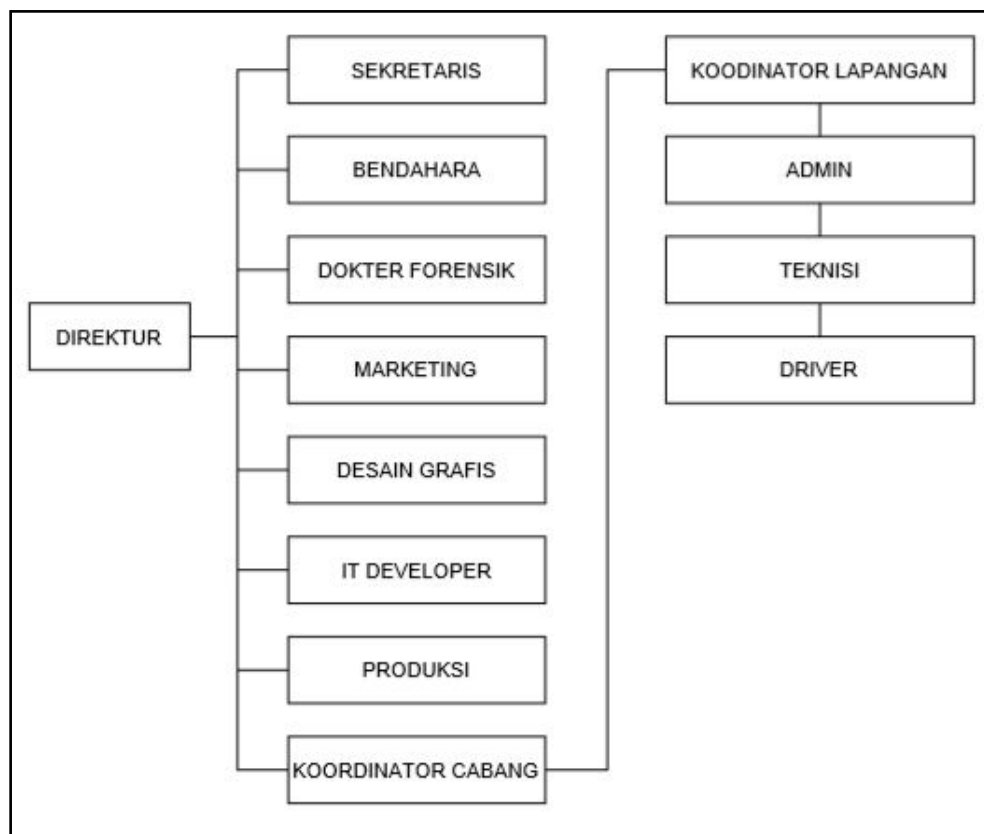 DIREKTUR
SEKRETARIS
BENDAHARA
DOKTER FORENSIK
MARKETING
DESAIN GRAFIS
IT DEVELOPER
PRODUKSI
KOORDINATOR CABANG
KOODINATOR LAPANGAN
ADMIN
TEKNISI
DRIVER